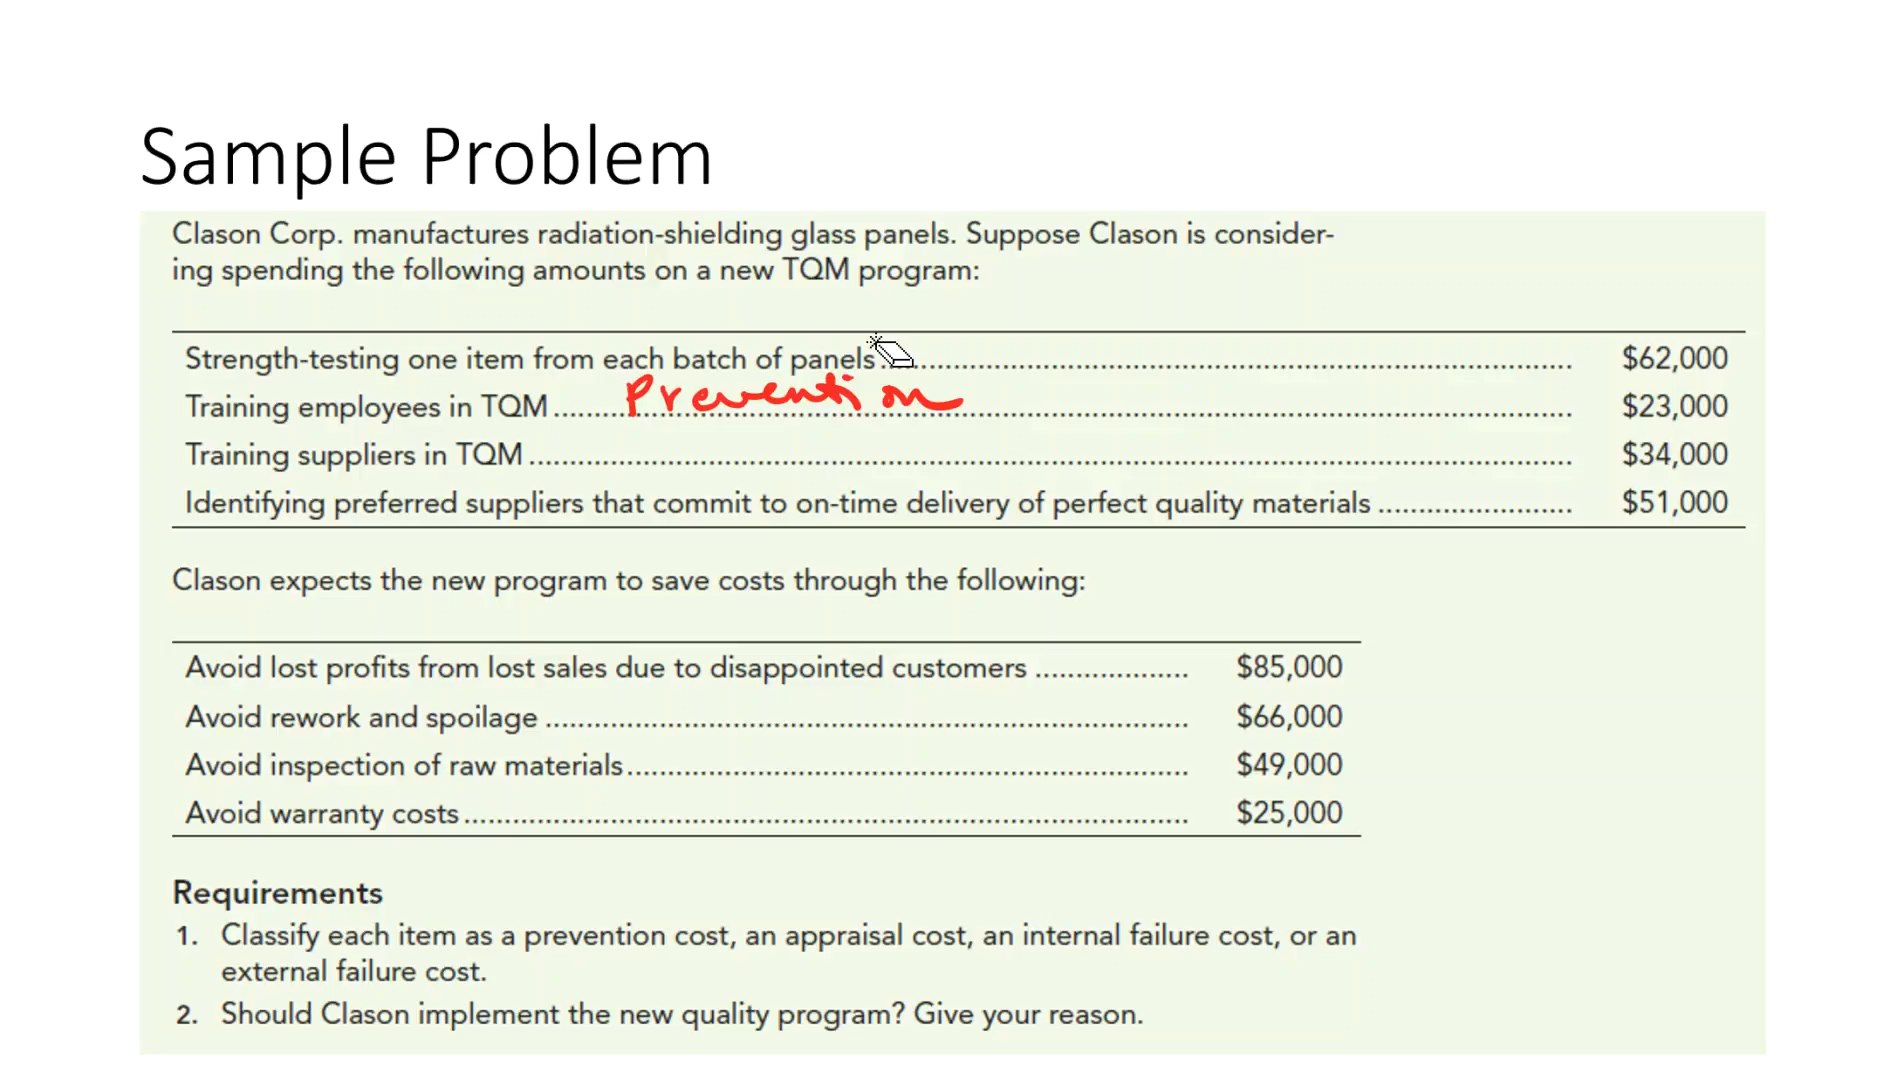 Sample Problem
Clason Corp. manufactures radiation-shielding glass panels. Suppose Clason is consider-
ing spending the following amounts on a new TQM program:
Strength-testing one item from each batch of panels $62,000
Training employees in TQM Prevention $23,000
Training suppliers in TQM $34,000
Identifying preferred suppliers that commit to on-time delivery of perfect quality materials $51,000
Clason expects the new program to save costs through the following:
Avoid lost profits from lost sales due to disappointed customers $85,000
Avoid rework and spoilage $66,000
Avoid inspection of raw materials $49,000
Avoid warranty costs $25,000
Requirements
1. Classify each item as a prevention cost, an appraisal cost, an internal failure cost, or an
external failure cost.
2. Should Clason implement the new quality program? Give your reason.